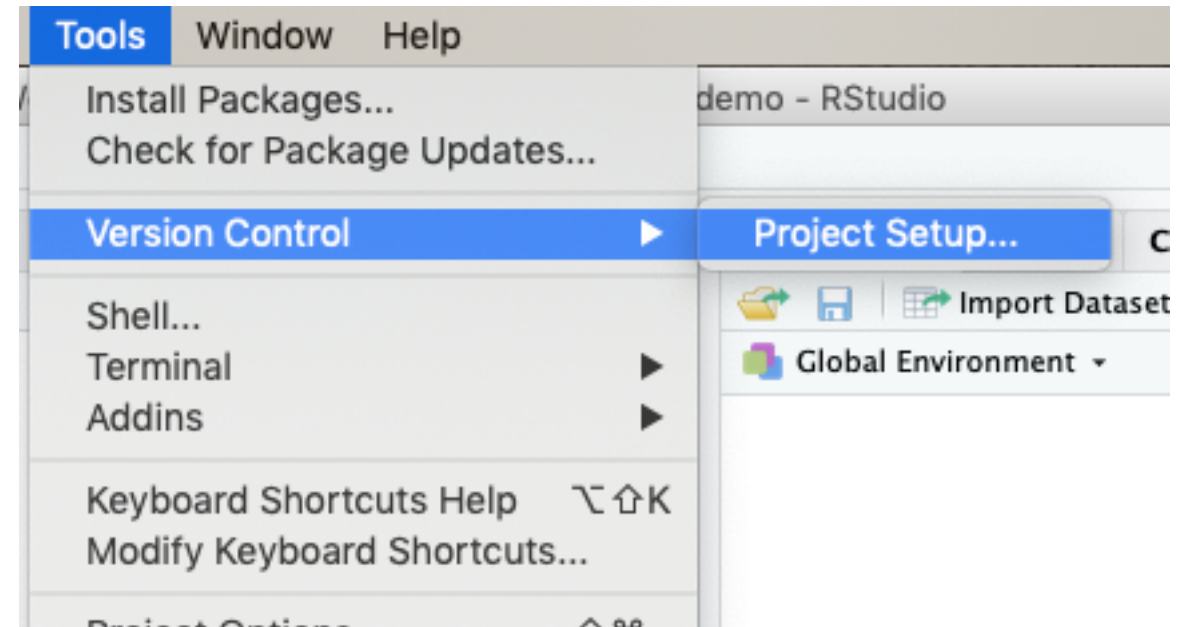 Tools Window Help
demo - RStudio
Install Packages...
Check for Package Updates...
Version Control ▶ Project Setup...
Shell...
Terminal ▶
Addins ▶
Keyboard Shortcuts Help ⌥⇧K
Modify Keyboard Shortcuts...
Import Dataset
Global Environment